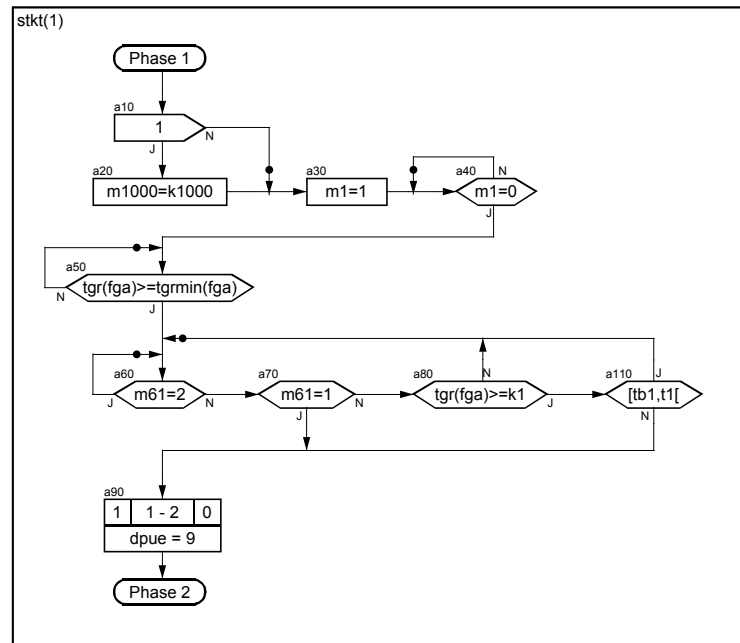 stkt(1)
Phase 1
a10
1
N
J
a20
m1000=k1000
a30
m1=1
a40
N
m1=0
J
a50
tgr(fga)>=tgrmin(fga)
N
J
a60
m61=2
J
N
a70
m61=1
J
N
a80
N
tgr(fga)>=k1
J
a110
J
[tb1,t1[
N
a90
1
1 - 2
0
dpue = 9
Phase 2